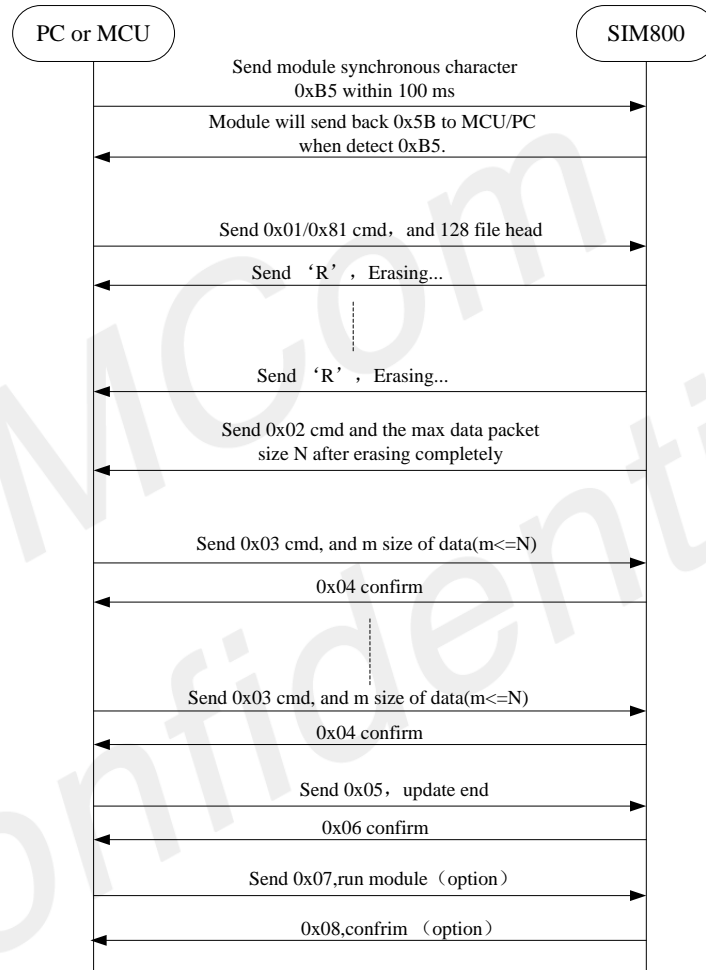 PC or MCU
SIM800
Send module synchronous character
0xB5 within 100 ms
Module will send back 0x5B to MCU/PC
when detect 0xB5.
Send 0x01/0x81 cmd，and 128 file head
Send ‘R’，Erasing...
Send ‘R’，Erasing...
Send 0x02 cmd and the max data packet
size N after erasing completely
Send 0x03 cmd, and m size of data(m<=N)
0x04 confirm
Send 0x03 cmd, and m size of data(m<=N)
0x04 confirm
Send 0x05，update end
0x06 confirm
Send 0x07,run module（option）
0x08,confrim （option）
MCom
onfidenti